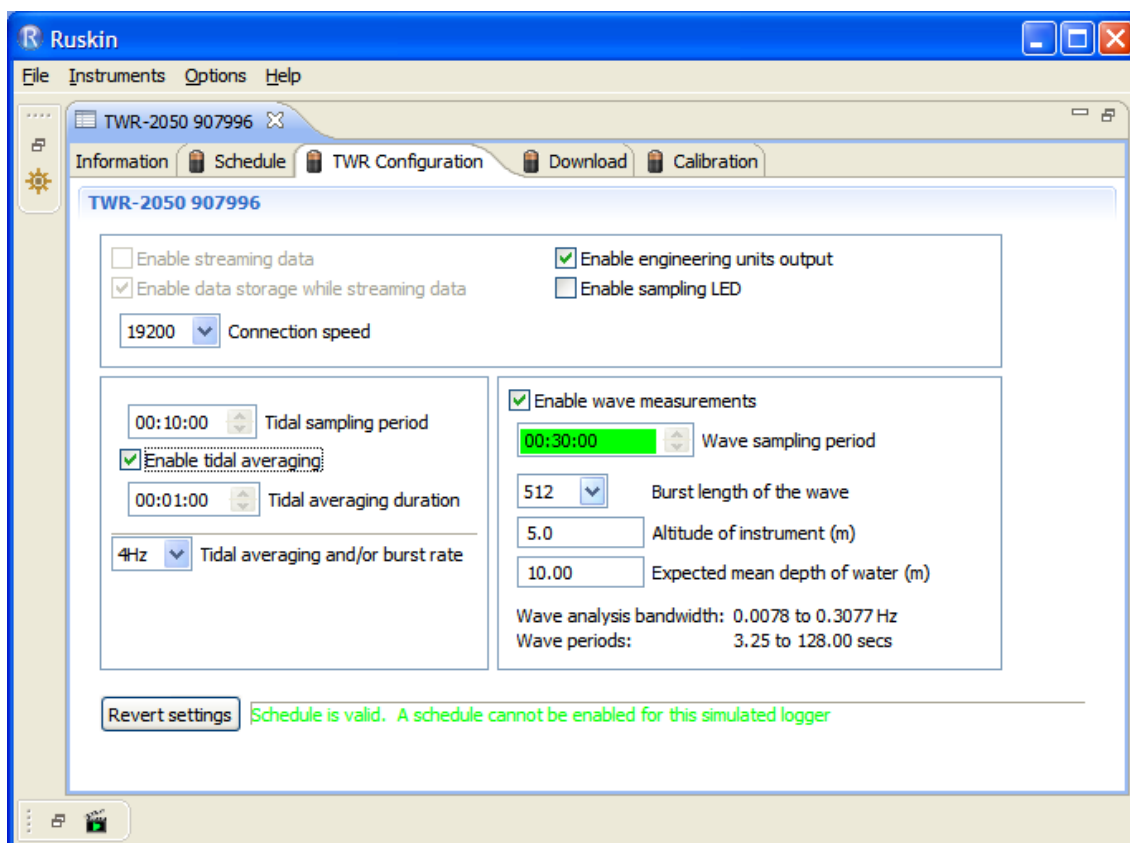 Ruskin
File Instruments Options Help
TWR-2050 907996
Information Schedule TWR Configuration Download Calibration
TWR-2050 907996
Enable streaming data
Enable engineering units output
Enable data storage while streaming data
Enable sampling LED
19200 Connection speed
00:10:00 Tidal sampling period
Enable tidal averaging
00:01:00 Tidal averaging duration
4Hz Tidal averaging and/or burst rate
Enable wave measurements
00:30:00 Wave sampling period
512 Burst length of the wave
5.0 Altitude of instrument (m)
10.00 Expected mean depth of water (m)
Wave analysis bandwidth: 0.0078 to 0.3077 Hz
Wave periods: 3.25 to 128.00 secs
Revert settings Schedule is valid. A schedule cannot be enabled for this simulated logger